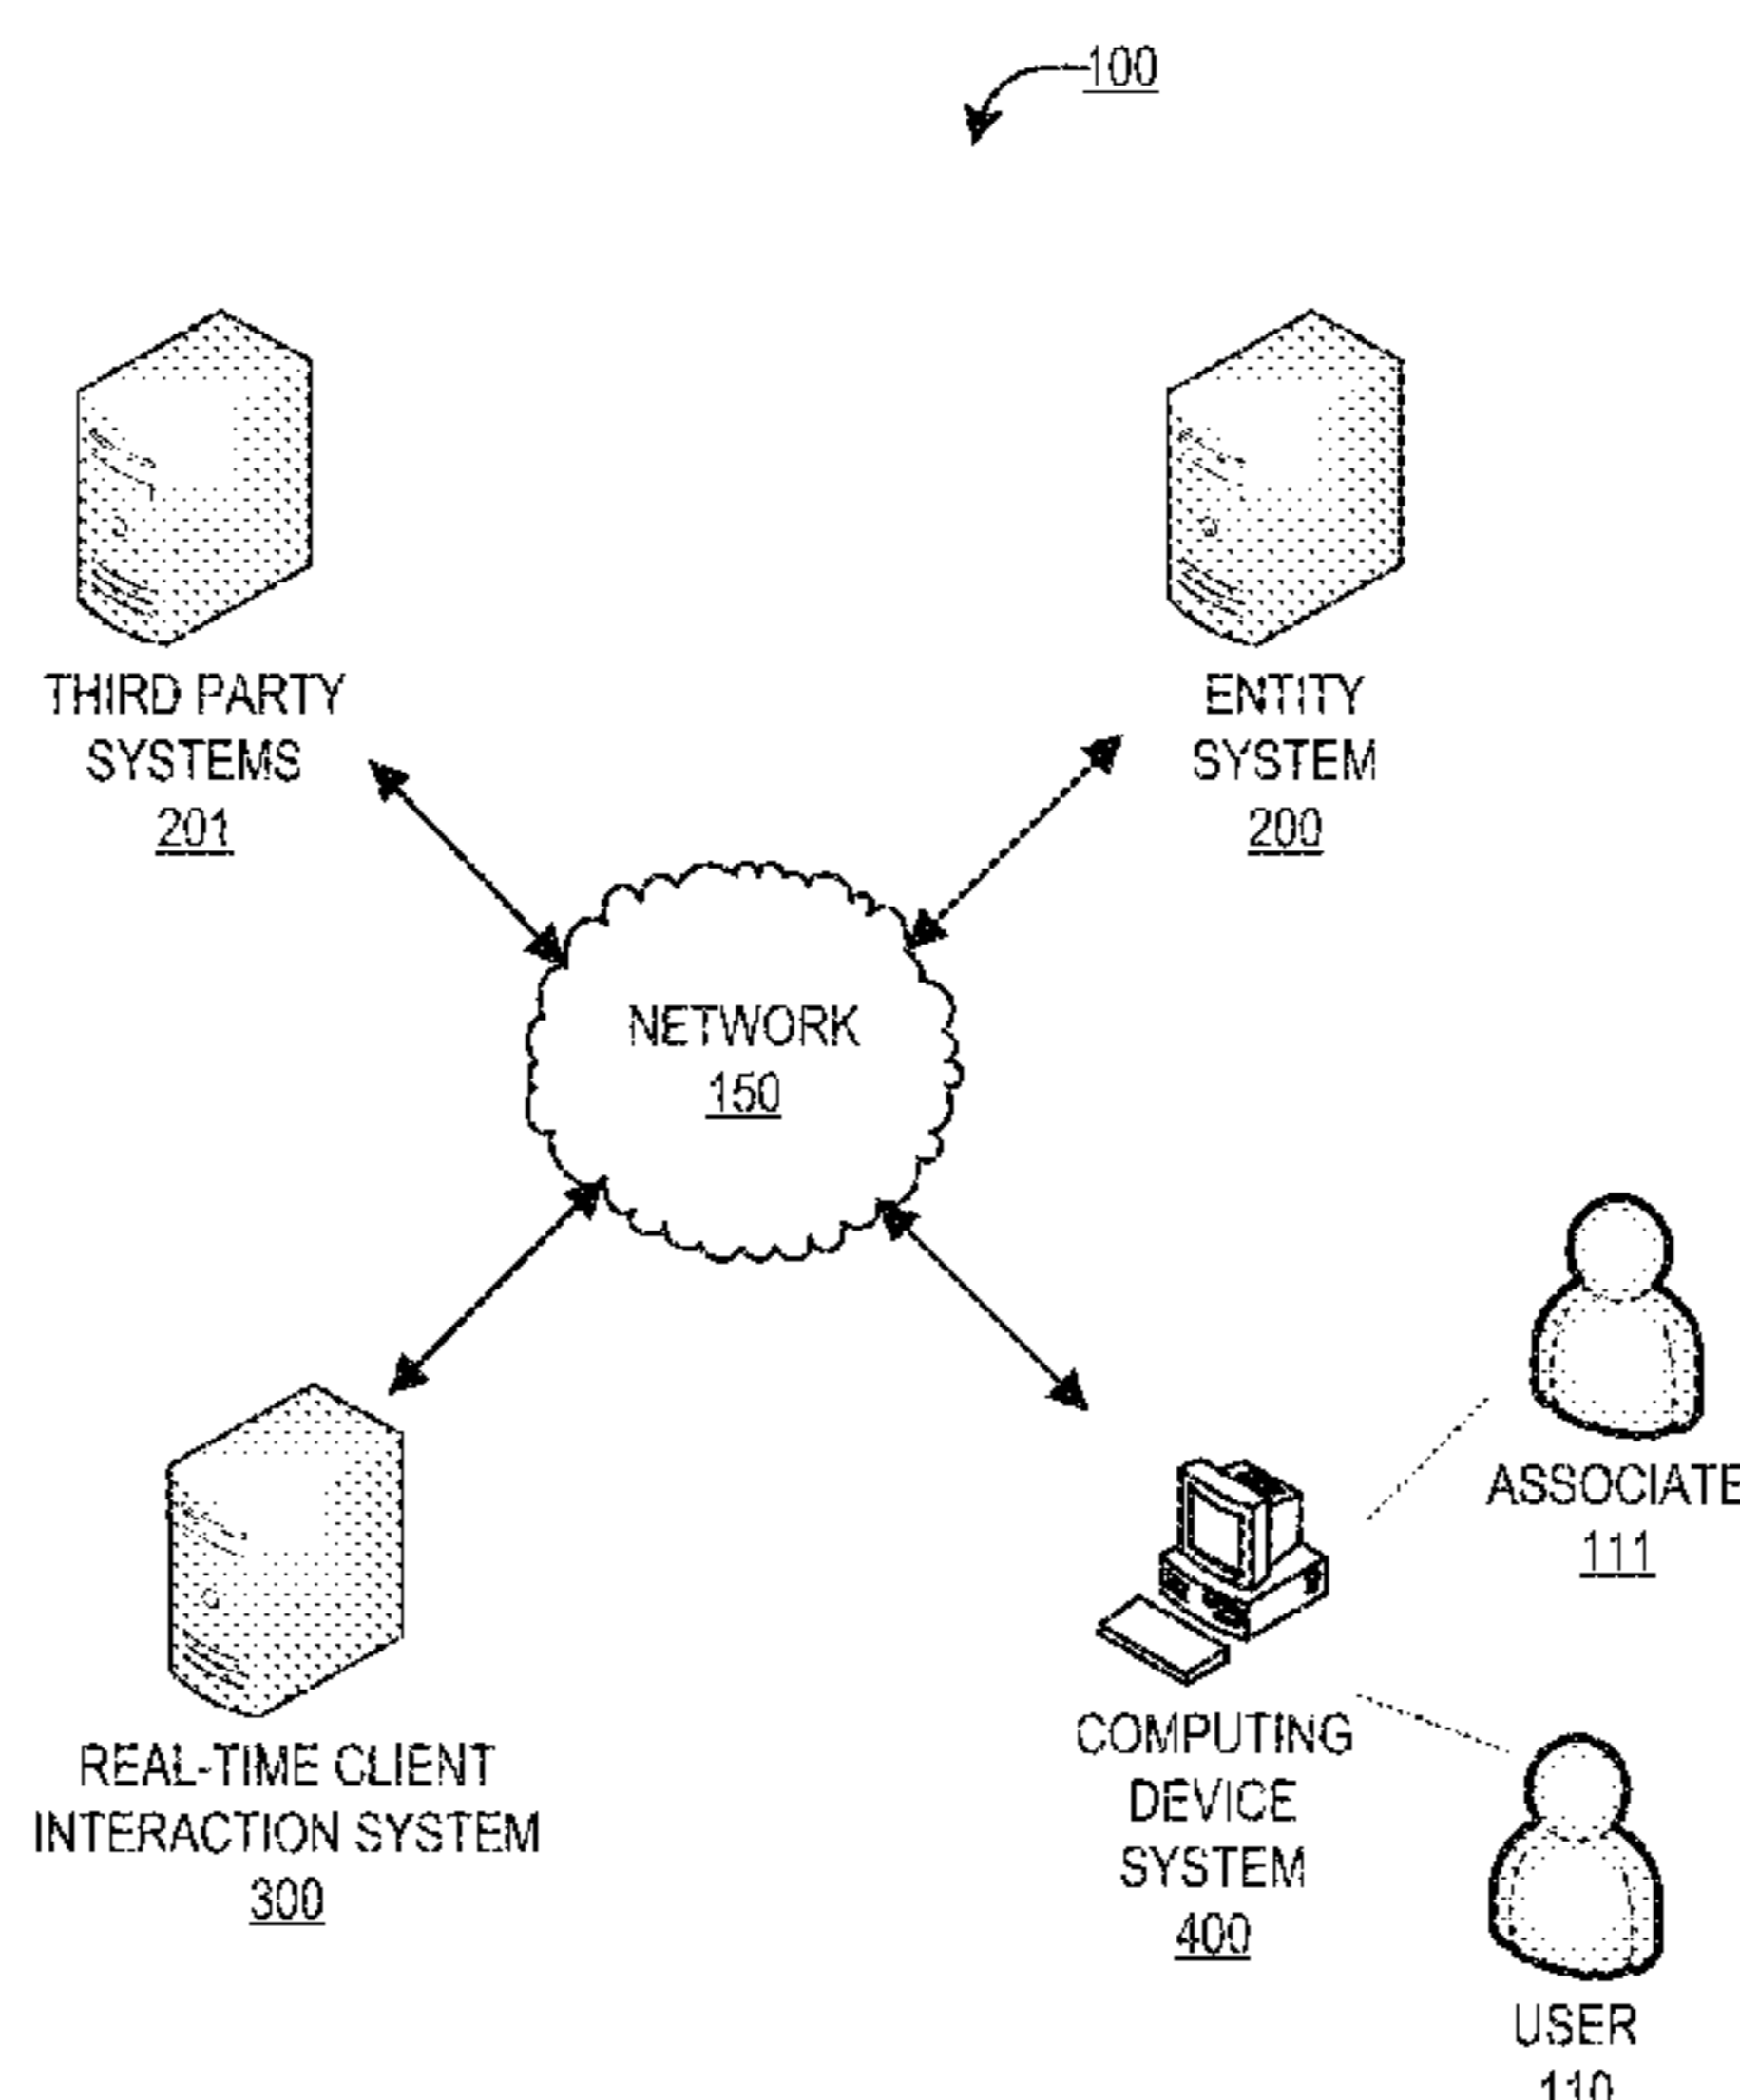 100
THIRD PARTY
SYSTEMS
201
ENTITY
SYSTEM
200
NETWORK
150
ASSOCIATE
111
REAL-TIME CLIENT
INTERACTION SYSTEM
300
COMPUTING
DEVICE
SYSTEM
400
USER
110